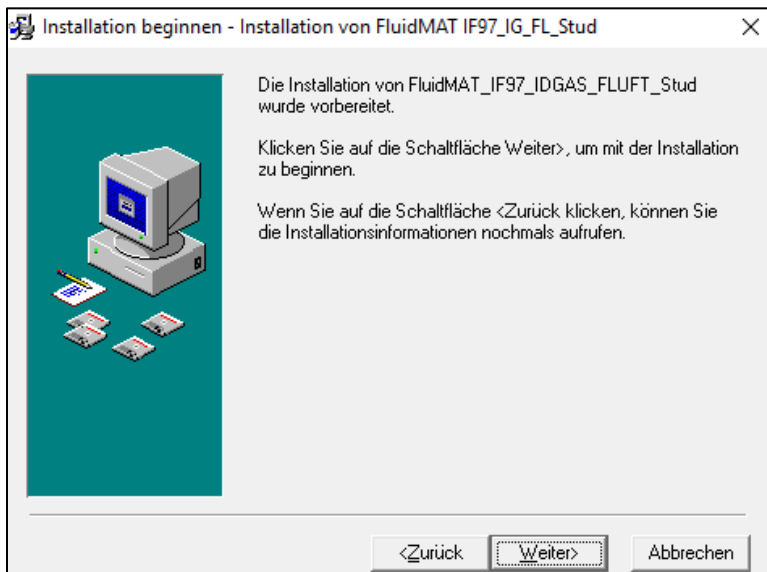 Installation beginnen - Installation von FluidMAT IF97_IG_FL_Stud
Die Installation von FluidMAT_IF97_IDGAS_FLUFT_Stud
wurde vorbereitet.
Klicken Sie auf die Schaltfläche Weiter>, um mit der Installation
zu beginnen.
Wenn Sie auf die Schaltfläche <Zurück klicken, können Sie
die Installationsinformationen nochmals aufrufen.
<Zurück
Weiter>
Abbrechen